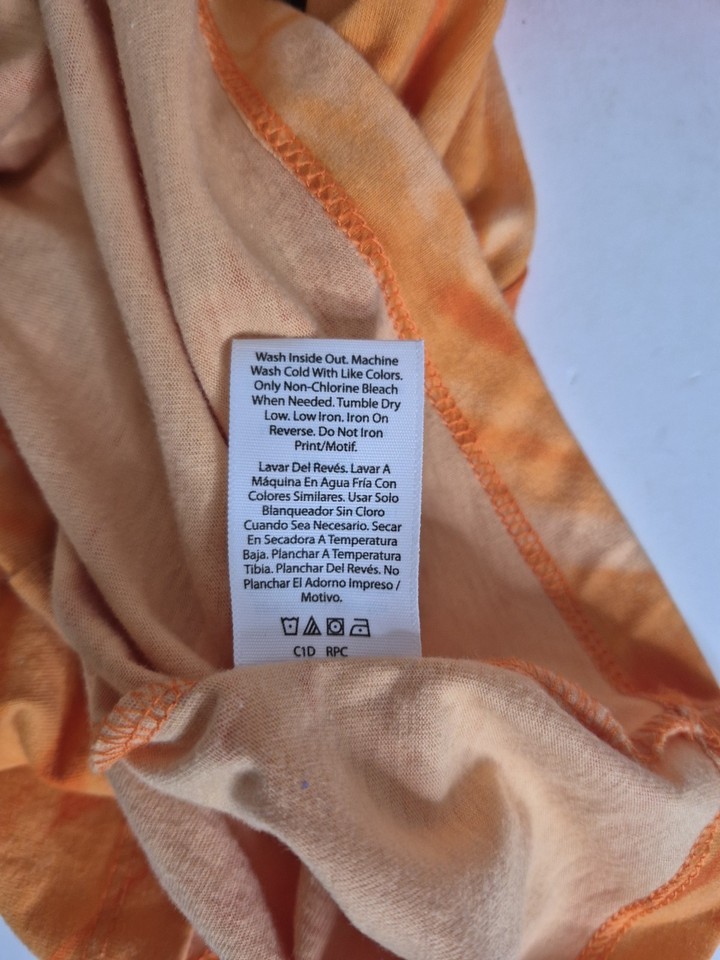 Wash Inside Out. Machine
Wash Cold With Like Colors.
Only Non-Chlorine Bleach
When Needed. Tumble Dry
Low. Low Iron. Iron On
Reverse. Do Not Iron
Print/Motif.
Lavar Del Revés. Lavar A
Máquina En Agua Fría Con
Colores Similares. Usar Solo
Blanqueador Sin Cloro
Cuando Sea Necesario. Secar
En Secadora A Temperatura
Baja. Planchar A Temperatura
Tibia. Planchar Del Revés. No
Planchar El Adorno Impreso /
Motivo.
C1D RPC